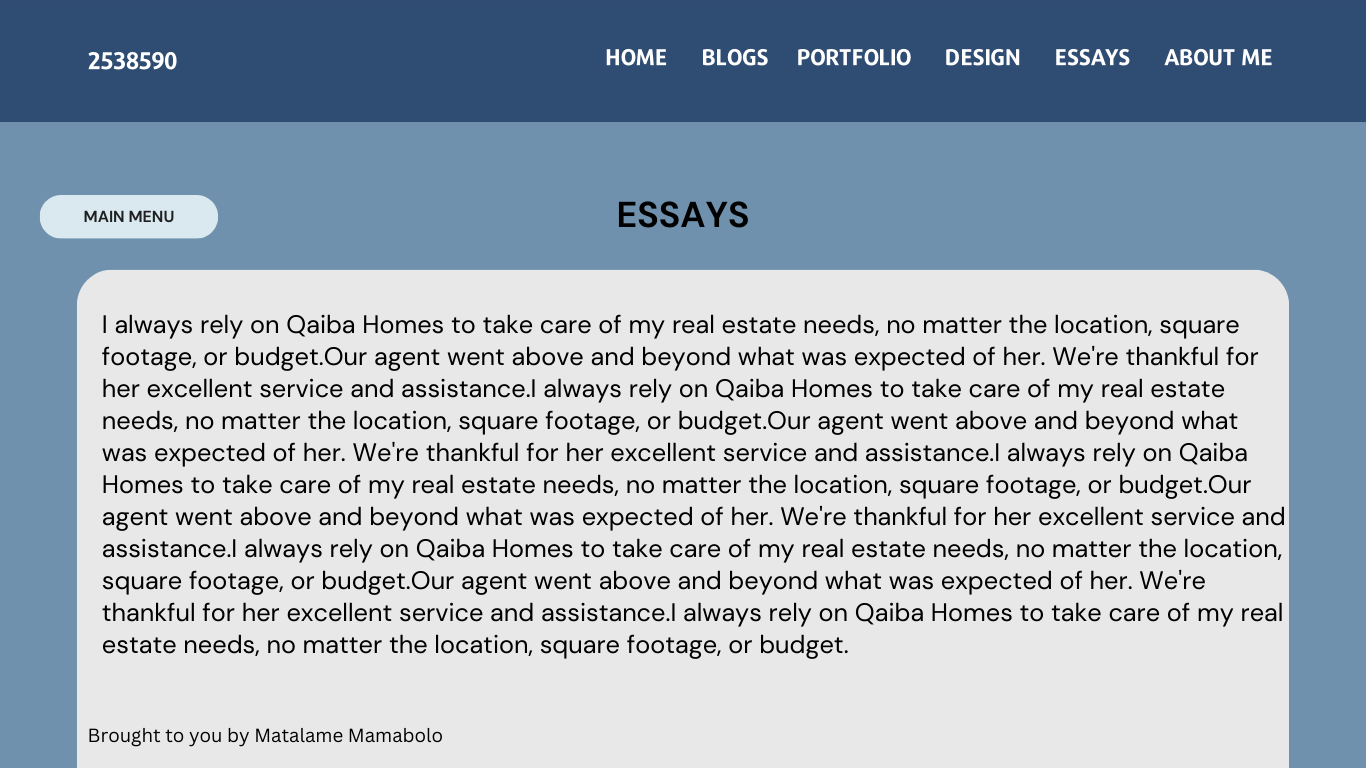 2538590
HOME BLOGS PORTFOLIO DESIGN ESSAYS ABOUT ME
MAIN MENU
ESSAYS
I always rely on Qaiba Homes to take care of my real estate needs, no matter the location, square
footage, or budget.Our agent went above and beyond what was expected of her. We're thankful for
her excellent service and assistance.I always rely on Qaiba Homes to take care of my real estate
needs, no matter the location, square footage, or budget.Our agent went above and beyond what
was expected of her. We're thankful for her excellent service and assistance.I always rely on Qaiba
Homes to take care of my real estate needs, no matter the location, square footage, or budget.Our
agent went above and beyond what was expected of her. We're thankful for her excellent service and
assistance.I always rely on Qaiba Homes to take care of my real estate needs, no matter the location,
square footage, or budget.Our agent went above and beyond what was expected of her. We're
thankful for her excellent service and assistance.I always rely on Qaiba Homes to take care of my real
estate needs, no matter the location, square footage, or budget.
Brought to you by Matalame Mamabolo